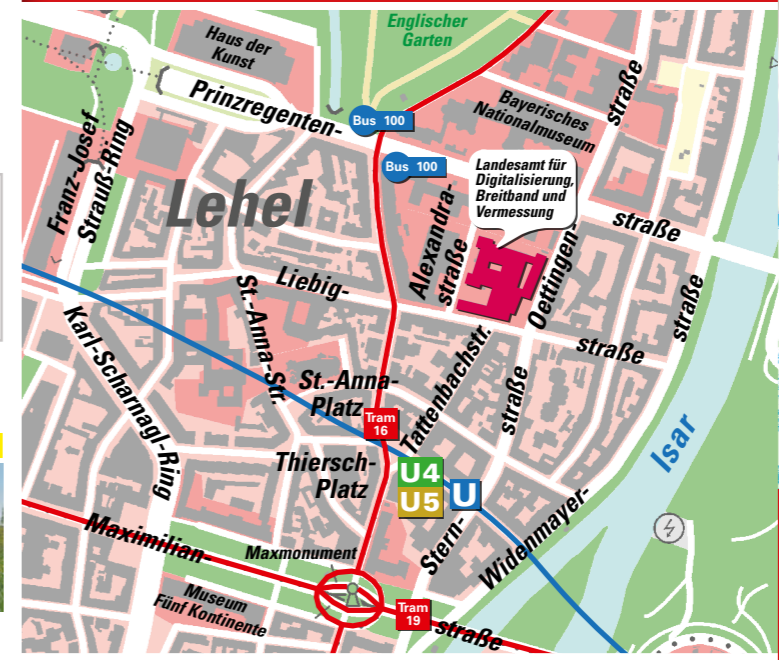 Englischer
Garten
Haus der
Kunst
Prinzregenten-
Bus 100
Bayerisches
Nationalmuseum
straße
Franz-Josef
Strauß-Ring
Bus 100
Landesamt für
Digitalisierung,
Breitband und
Vermessung
Lehel
Alexandra-
straße
straße
Oettingen-
Liebig-
St.-Anna-Str.
straße
straße
Karl-Scharnagl-Ring
St.-Anna-
Platz
Tram
16
Tattenbachstr.
straße
Isar
Thiersch-
Platz
U4
U5
U
Stern-
Widenmayer-
Maximilian-
Maxmonument
Museum
Fünf Kontinente
Tram
19
straße